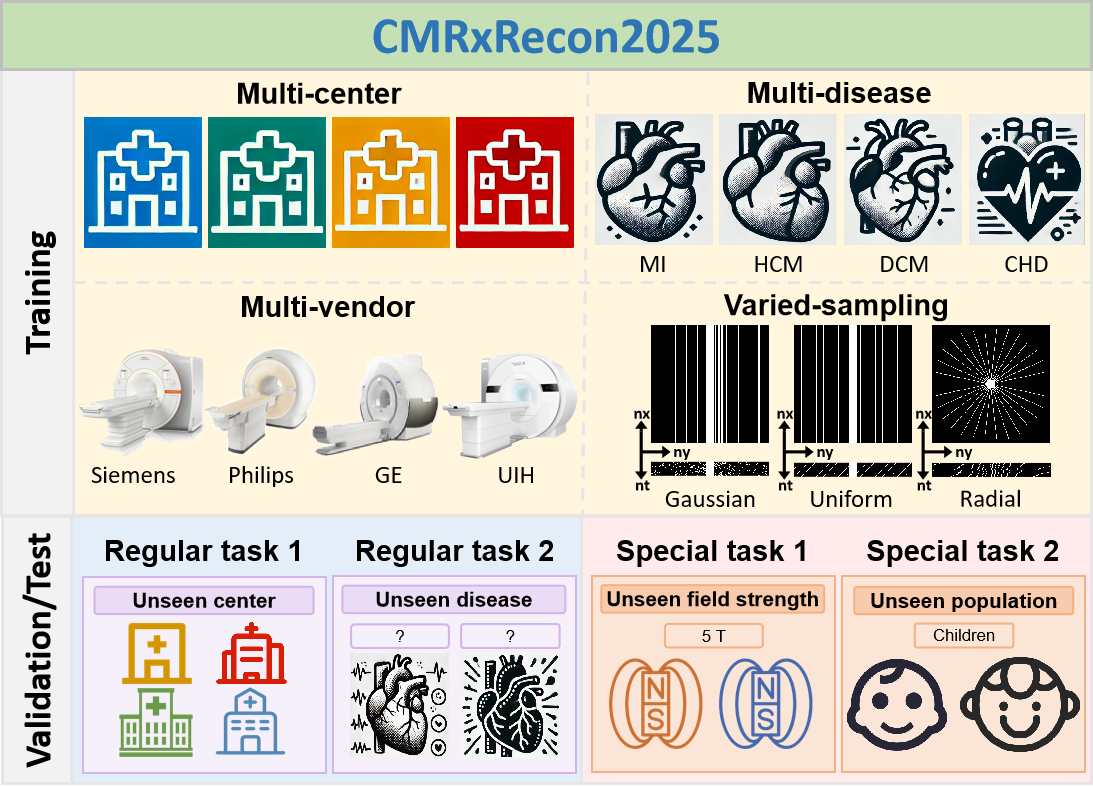 CMRxRecon2025
Training
Multi-center
Multi-disease
MI
HCM
DCM
CHD
Multi-vendor
Siemens
Philips
GE
UIH
Varied-sampling
nx
ny
nt
Gaussian
nx
ny
nt
Uniform
nx
ny
nt
Radial
Validation/Test
Regular task 1
Unseen center
Regular task 2
Unseen disease
?
?
Special task 1
Unseen field strength
5 T
N
S
N
S
Special task 2
Unseen population
Children